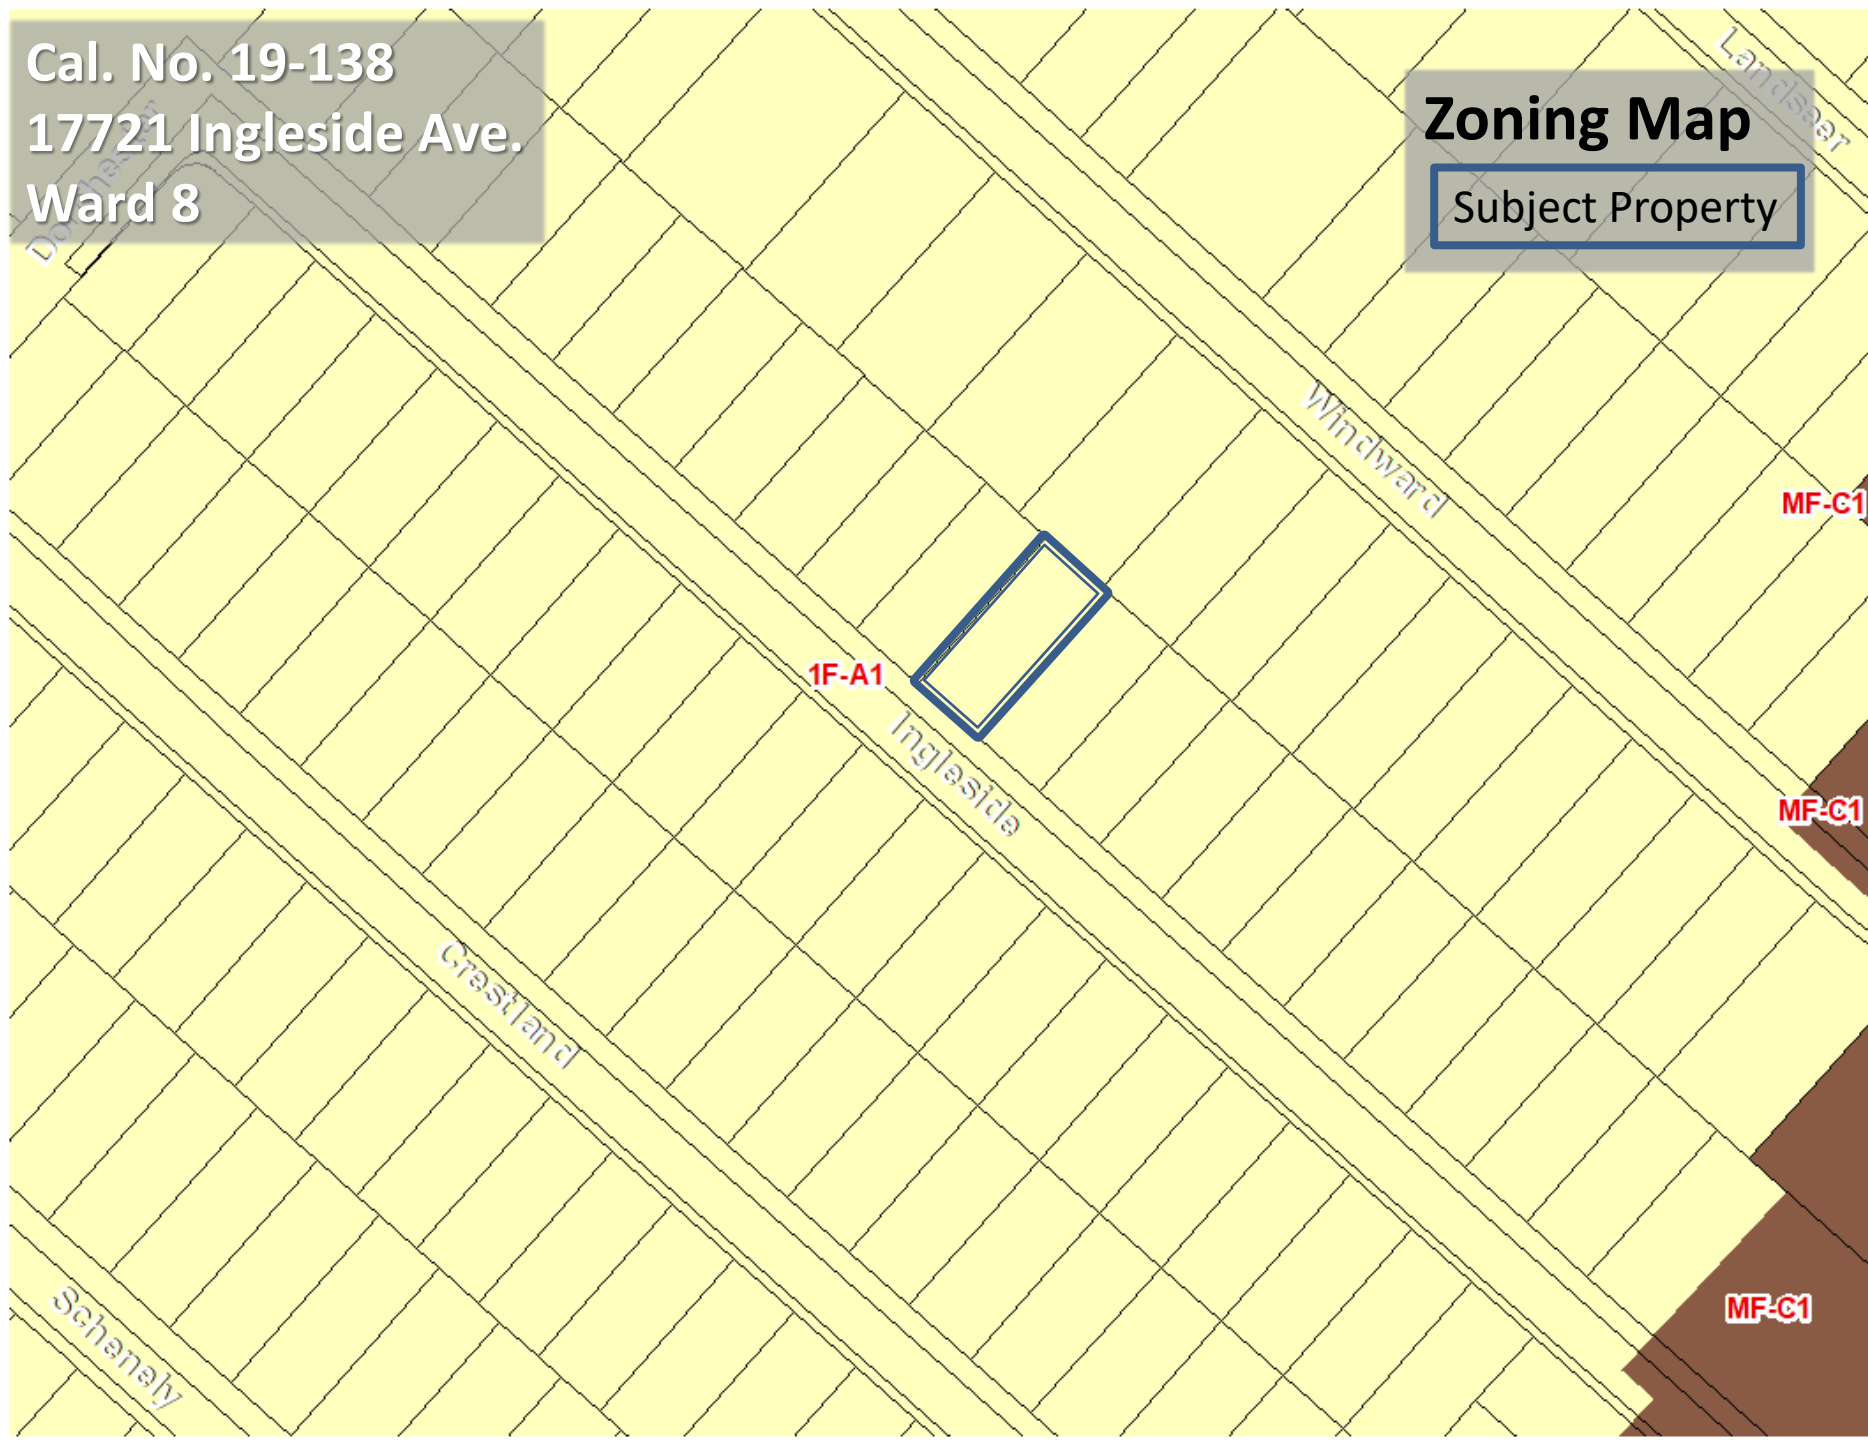 Cal. No. 19-138
17721 Ingleside Ave.
Ward 8
Dorchester
Landseer
Zoning Map
Subject Property
Windward
MF-C1
1F-A1
Ingleside
MF-C1
Crestland
Schenely
MF-C1